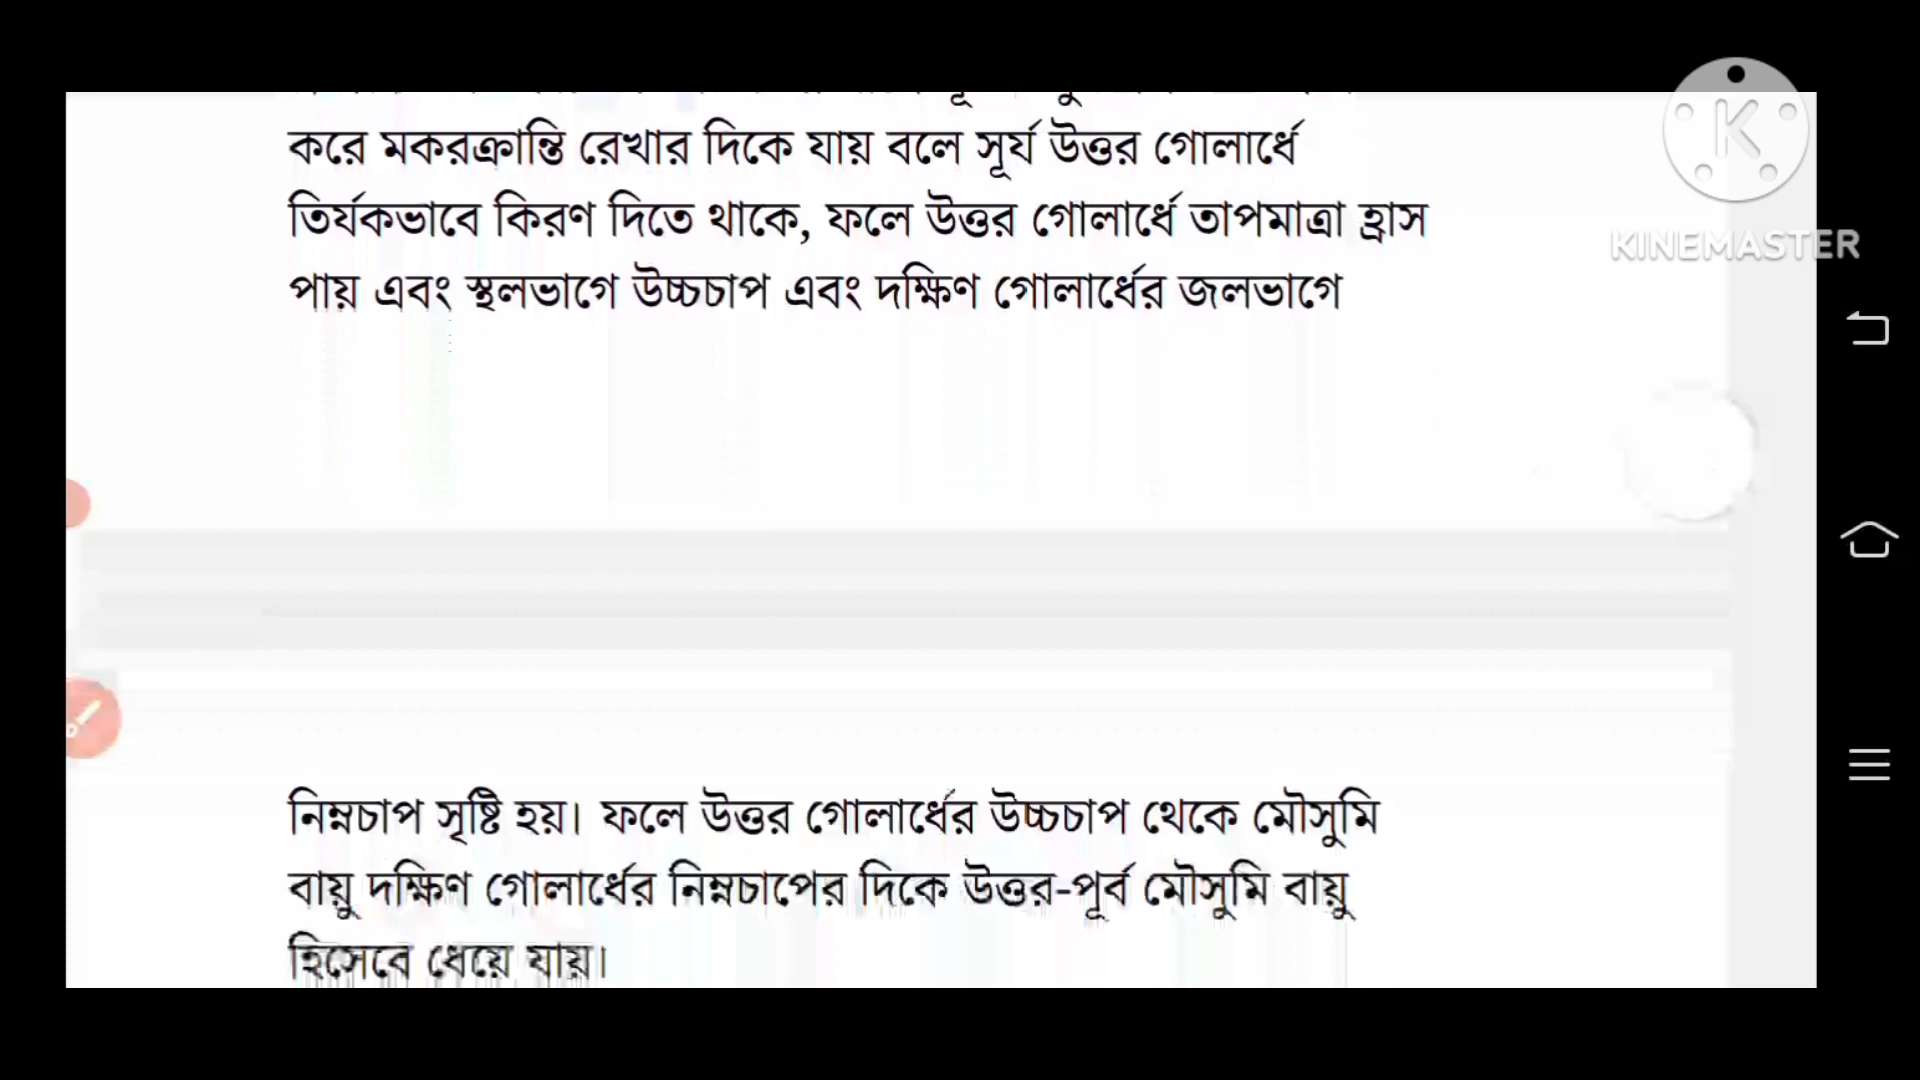 করে মকরক্রান্তি রেখার দিকে যায় বলে সূর্য উত্তর গোলার্ধে
তির্যকভাবে কিরণ দিতে থাকে, ফলে উত্তর গোলার্ধে তাপমাত্রা হ্রাস
পায় এবং স্থলভাগে উচ্চচাপ এবং দক্ষিণ গোলার্ধের জলভাগে
নিম্নচাপ সৃষ্টি হয়। ফলে উত্তর গোলার্ধের উচ্চচাপ থেকে মৌসুমি
বায়ু দক্ষিণ গোলার্ধের নিম্নচাপের দিকে উত্তর-পূর্ব মৌসুমি বায়ু
হিসেবে ধেয়ে যায়।
K
KINEMASTER